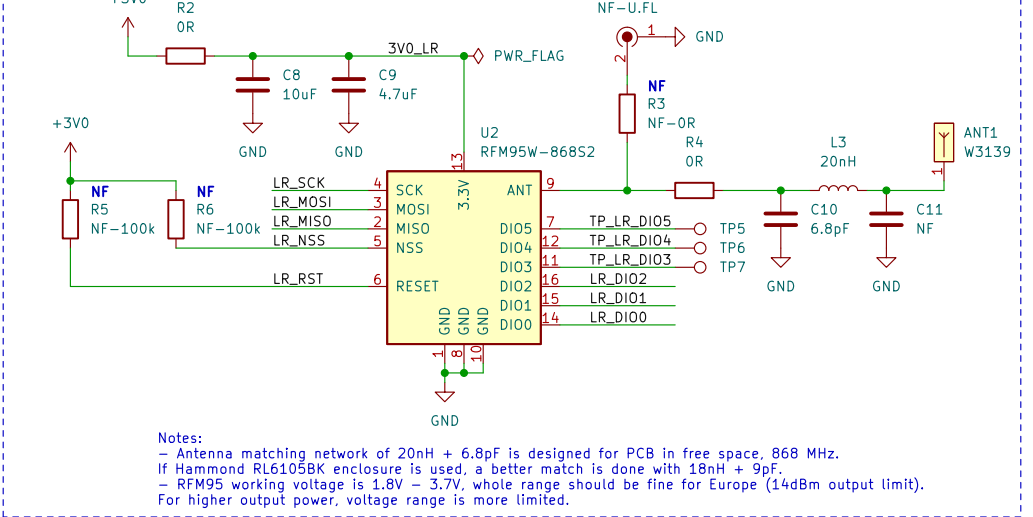 +3V0
R2
0R
NF-U.FL
1
GND
2
3V0_LR
PWR_FLAG
C8
10uF
C9
4.7uF
GND
GND
NF
R3
NF-0R
+3V0
U2
RFM95W-868S2
13
R4
0R
L3
20nH
ANT1
W3139
1
NF
R5
NF-100k
NF
R6
NF-100k
LR_SCK
LR_MOSI
LR_MISO
LR_NSS
LR_RST
4
3
2
5
6
SCK
MOSI
MISO
NSS
RESET
3.3V
ANT
DIO5
DIO4
DIO3
DIO2
DIO1
DIO0
GND
GND
GND
9
7
12
11
16
15
14
TP_LR_DIO5
TP_LR_DIO4
TP_LR_DIO3
LR_DIO2
LR_DIO1
LR_DIO0
TP5
TP6
TP7
C10
6.8pF
GND
C11
NF
GND
1
8
10
GND
Notes:
- Antenna matching network of 20nH + 6.8pF is designed for PCB in free space, 868 MHz.
If Hammond RL6105BK enclosure is used, a better match is done with 18nH + 9pF.
- RFM95 working voltage is 1.8V - 3.7V, whole range should be fine for Europe (14dBm output limit).
For higher output power, voltage range is more limited.